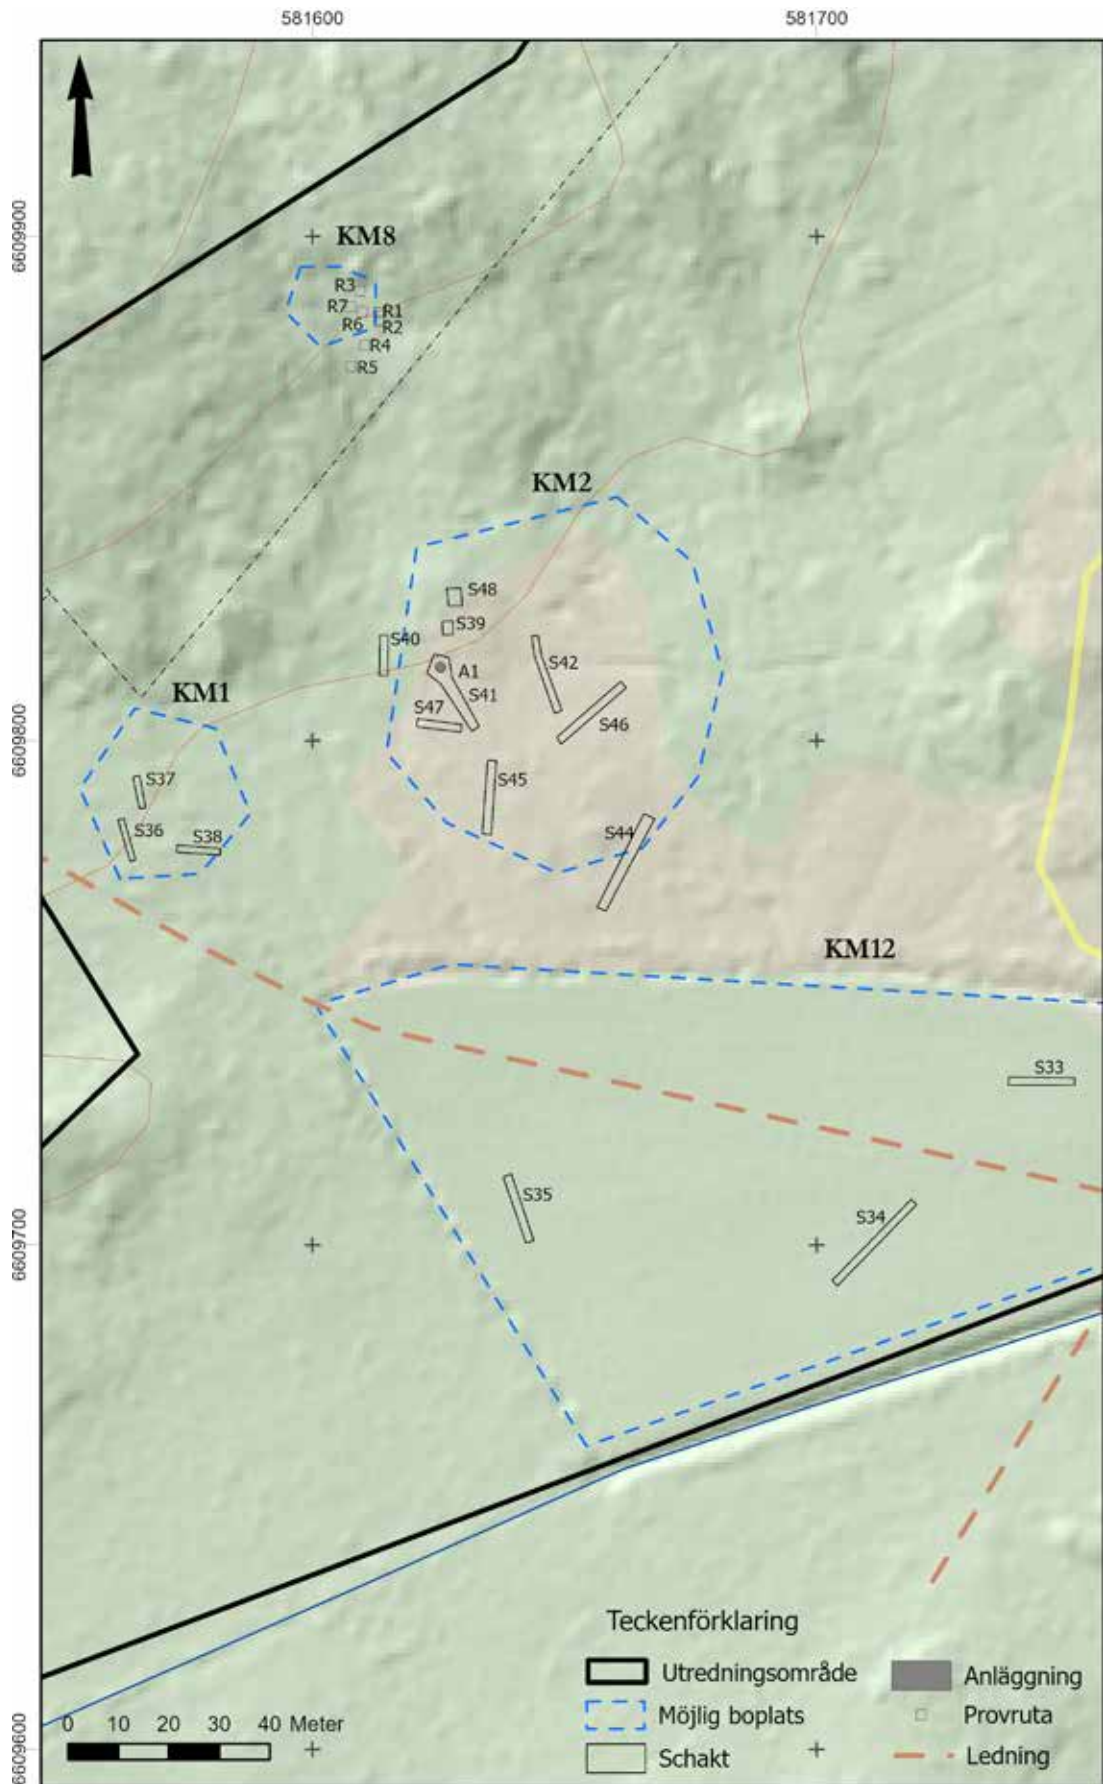 581600
581700
6609900
KM8
R3
R7
R1
R6
R2
R4
R5
KM2
S48
S39
S40
S42
A1
KM1
S47
S41
S46
6609800
S37
S45
S36
S38
S44
KM12
S33
S35
S34
6609700
Teckenförklaring
Utredningsområde
Anläggning
Möjlig boplats
Provruta
0 10 20 30 40 Meter
Schakt
Ledning
6609600